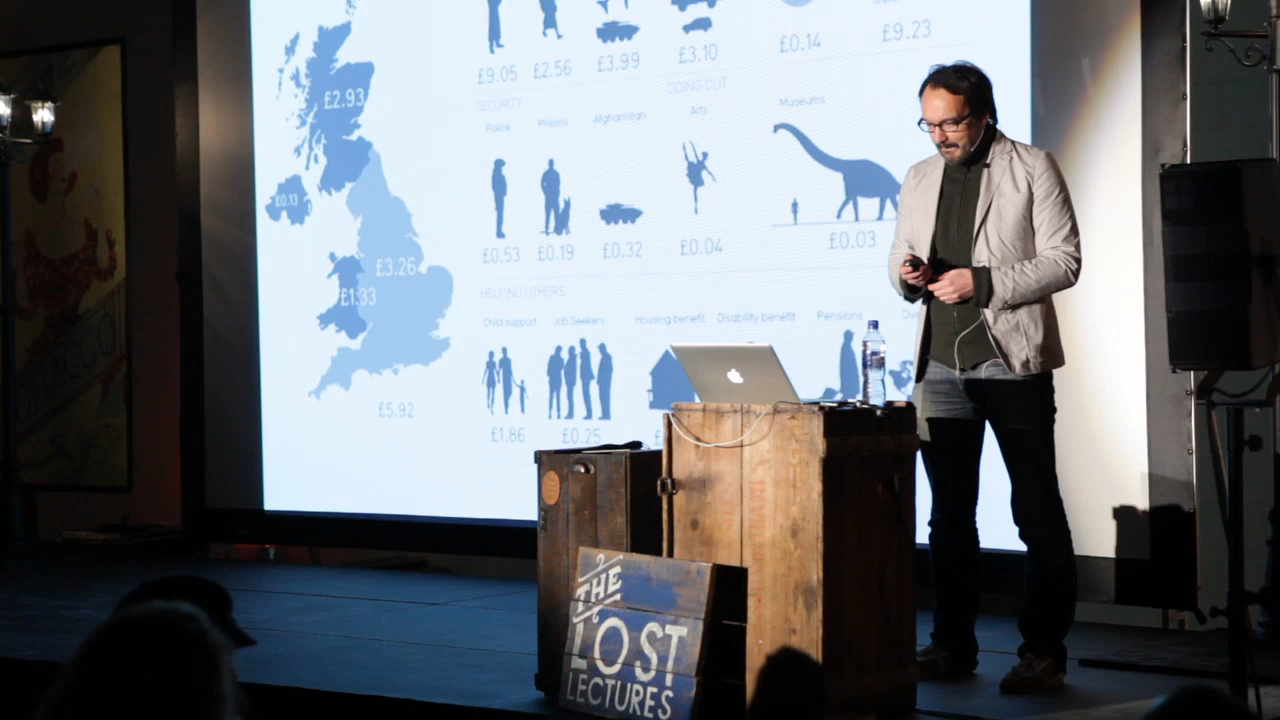 £9.05 £2.56 £3.99 £3.10 £0.14 £9.23
£2.93
SECURITY GOING OUT
Police Prisons Afghanistan Arts Museums
£0.13
£0.53 £0.19 £0.32 £0.04 £0.03
£3.26
£1.33
HELPING OTHERS
Child support Job-Seekers Housing benefit Disability benefit Pensions
£5.92
£1.86 £0.25
THE
LOST
LECTURES